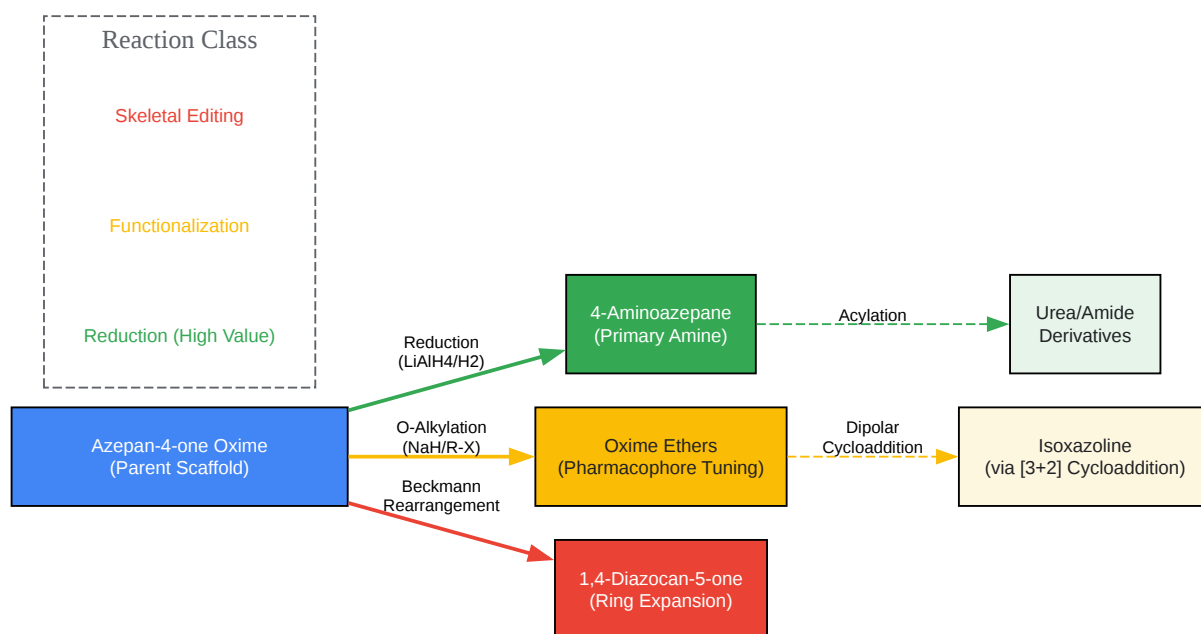 Reaction Class
Skeletal Editing
Functionalization
Reduction (High Value)
Azepan-4-one Oxime
(Parent Scaffold)
Reduction
(LiAlH4/H2)
O-Alkylation
(NaH/R-X)
Beckmann
Rearrangement
4-Aminoazepane
(Primary Amine)
Acylation
Urea/Amide
Derivatives
Oxime Ethers
(Pharmacophore Tuning)
Dipolar
Cycloaddition
Isoxazoline
(via [3+2] Cycloaddition)
1,4-Diazocan-5-one
(Ring Expansion)